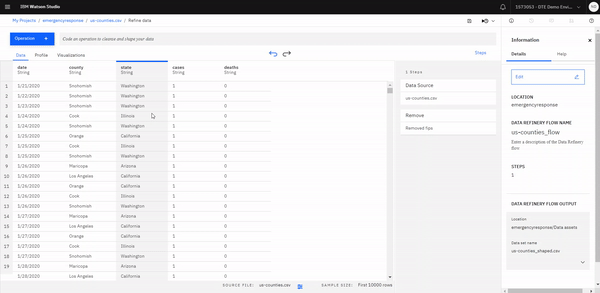 IBM Watson Studio
1573053 - DTE Demo Envi...
My Projects / emergencyresponse / us-counties.csv / Refine data
Operation +
Code an operation to cleanse and shape your data
Data Profile Visualizations
Steps
date county state cases deaths
String String String String String
1 1/21/2020 Snohomish Washington 1 0
2 1/22/2020 Snohomish Washington 1 0
3 1/23/2020 Snohomish Washington 1 0
4 1/24/2020 Cook Illinois 1 0
5 1/24/2020 Snohomish Washington 1 0
6 1/25/2020 Orange California 1 0
7 1/25/2020 Cook Illinois 1 0
8 1/25/2020 Snohomish Washington 1 0
9 1/26/2020 Maricopa Arizona 1 0
10 1/26/2020 Los Angeles California 1 0
11 1/26/2020 Orange California 1 0
12 1/26/2020 Cook Illinois 1 0
13 1/26/2020 Snohomish Washington 1 0
14 1/27/2020 Maricopa Arizona 1 0
15 1/27/2020 Los Angeles California 1 0
16 1/27/2020 Orange California 1 0
17 1/27/2020 Cook Illinois 1 0
18 1/27/2020 Snohomish Washington 1 0
19 1/28/2020 Maricopa Arizona 1 0
1/28/2020 Los Angeles California 1 0
SOURCE FILE: us-counties.csv SAMPLE SIZE: First 10000 rows
1 Steps
Data Source
us-counties.csv
Remove
Removed fips.
Information
Details Help
Edit
LOCATION
emergencyresponse
DATA REFINERY FLOW NAME
us-counties_flow
Enter a description of the Data Refinery flow
STEPS
1
DATA REFINERY FLOW OUTPUT
Location
emergencyresponse/Data assets
Data set name
us-counties_shaped.csv